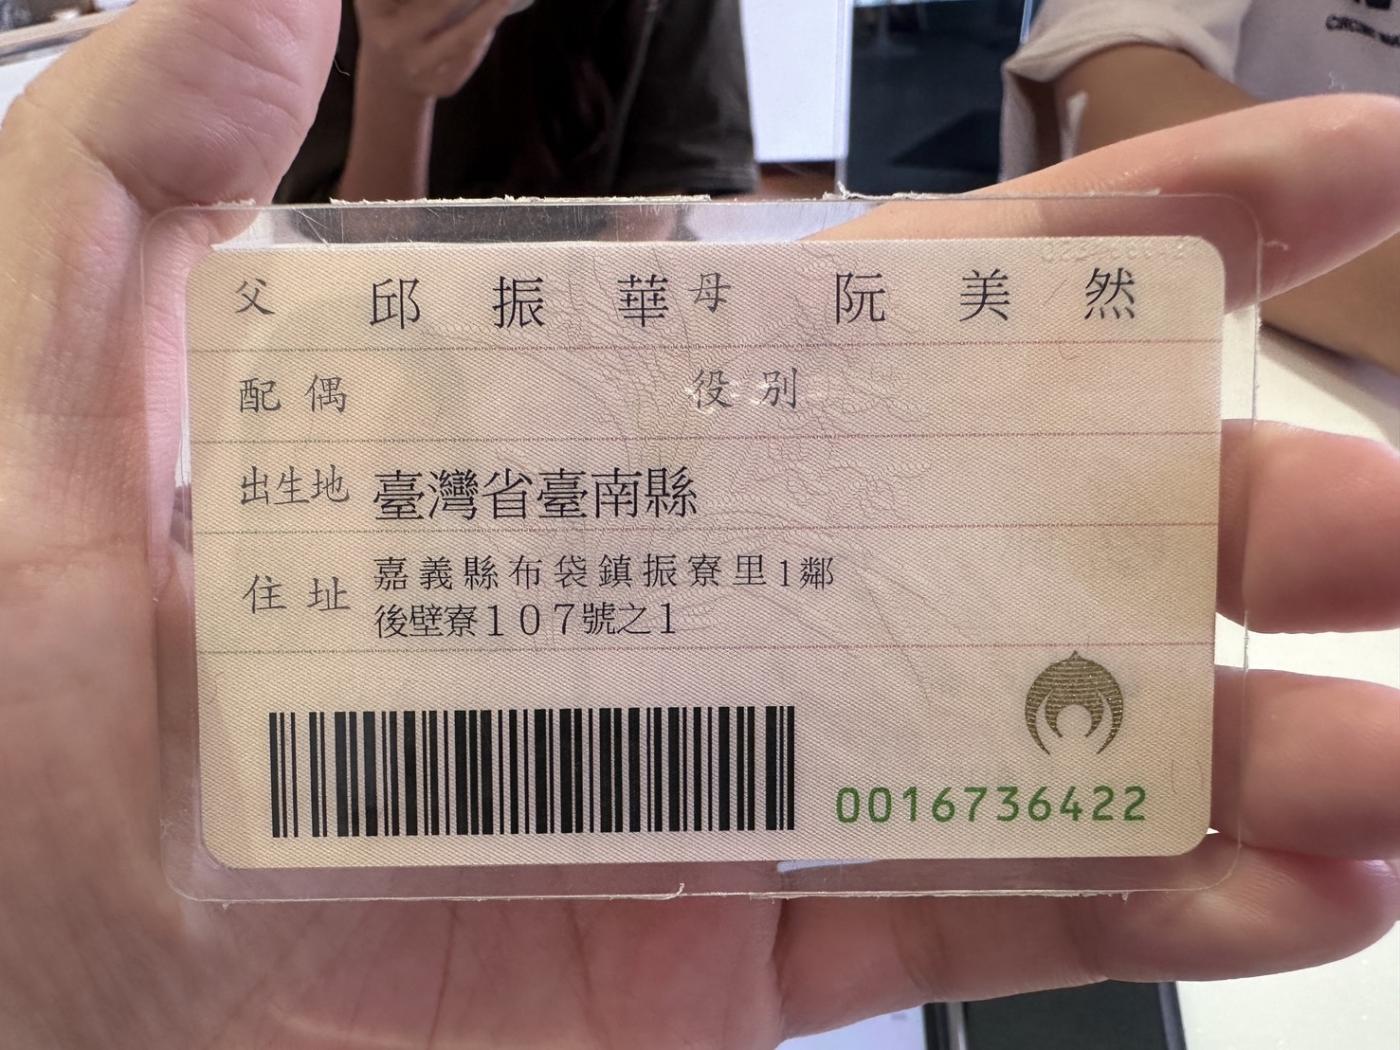 父 邱振華 母 阮美然
配偶 役別
出生地 臺灣省臺南縣
住址 嘉義縣布袋鎮振寮里1鄰
後壁寮107號之1
0016736422